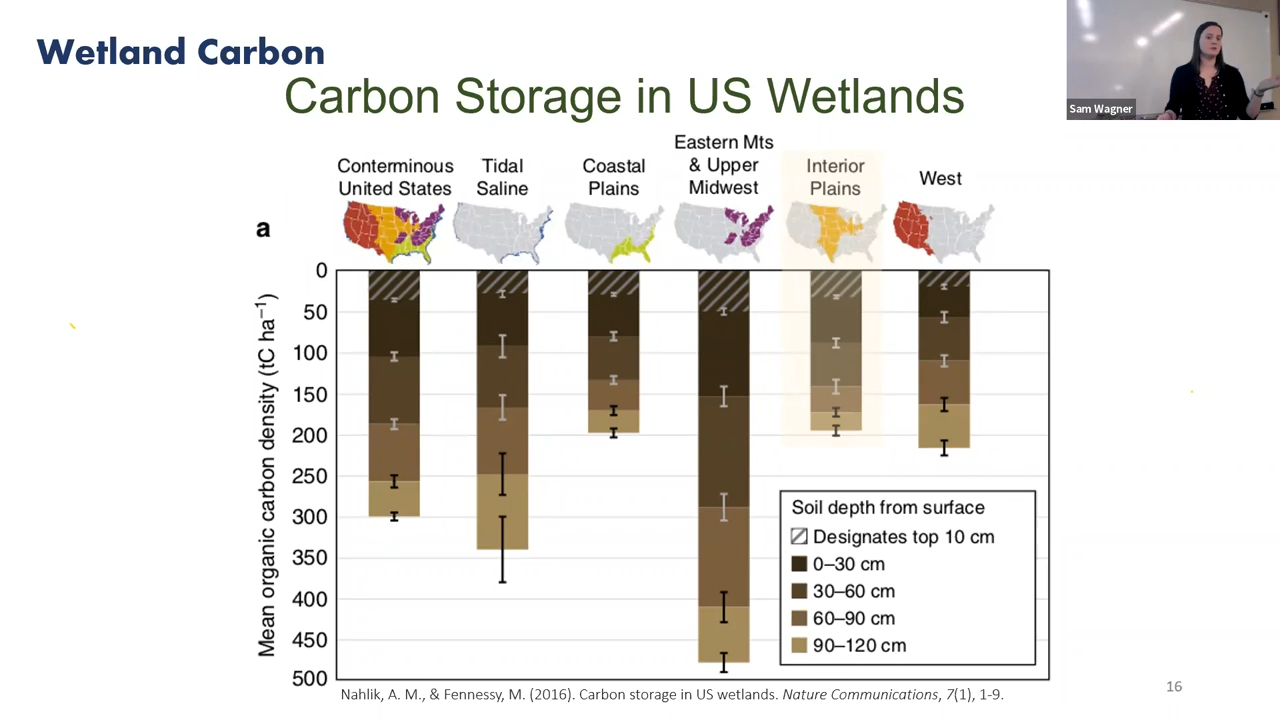 Wetland Carbon
Carbon Storage in US Wetlands
Sam Wagner
Conterminous
United States
Tidal
Saline
Coastal
Plains
Eastern Mts
& Upper
Midwest
Interior
Plains
West
a
Mean organic carbon density (tC ha⁻¹)
0
50
100
150
200
250
300
350
400
450
500
Soil depth from surface
Designates top 10 cm
0–30 cm
30–60 cm
60–90 cm
90–120 cm
Nahlik, A. M., & Fennessy, M. (2016). Carbon storage in US wetlands. Nature Communications, 7(1), 1-9.
16